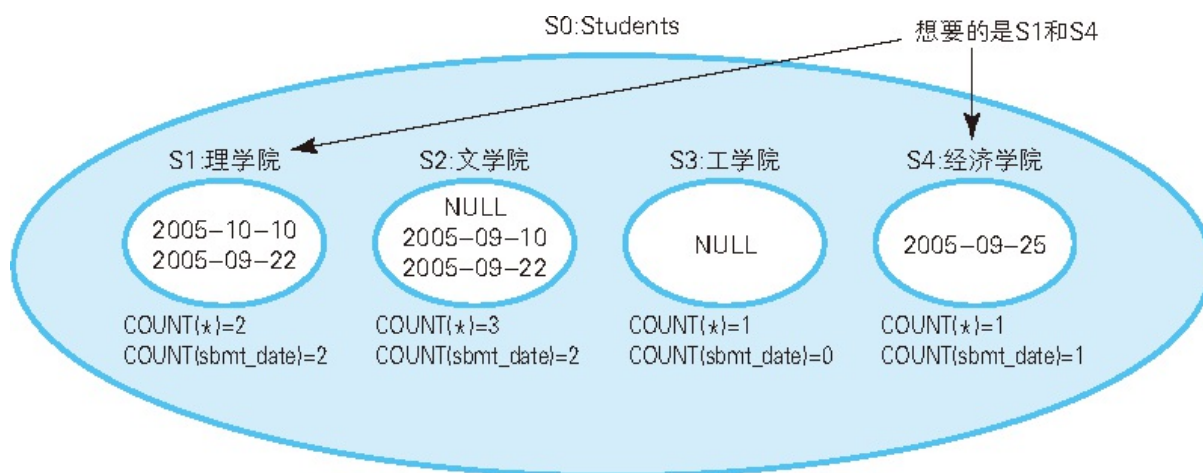 S0:Students
想要的是S1和S4
S1:理学院
S2:文学院
S3:工学院
S4:经济学院
2005-10-10
2005-09-22
NULL
2005-09-10
2005-09-22
NULL
2005-09-25
COUNT(*)=2
COUNT(sbmt_date)=2
COUNT(*)=3
COUNT(sbmt_date)=2
COUNT(*)=1
COUNT(sbmt_date)=0
COUNT(*)=1
COUNT(sbmt_date)=1